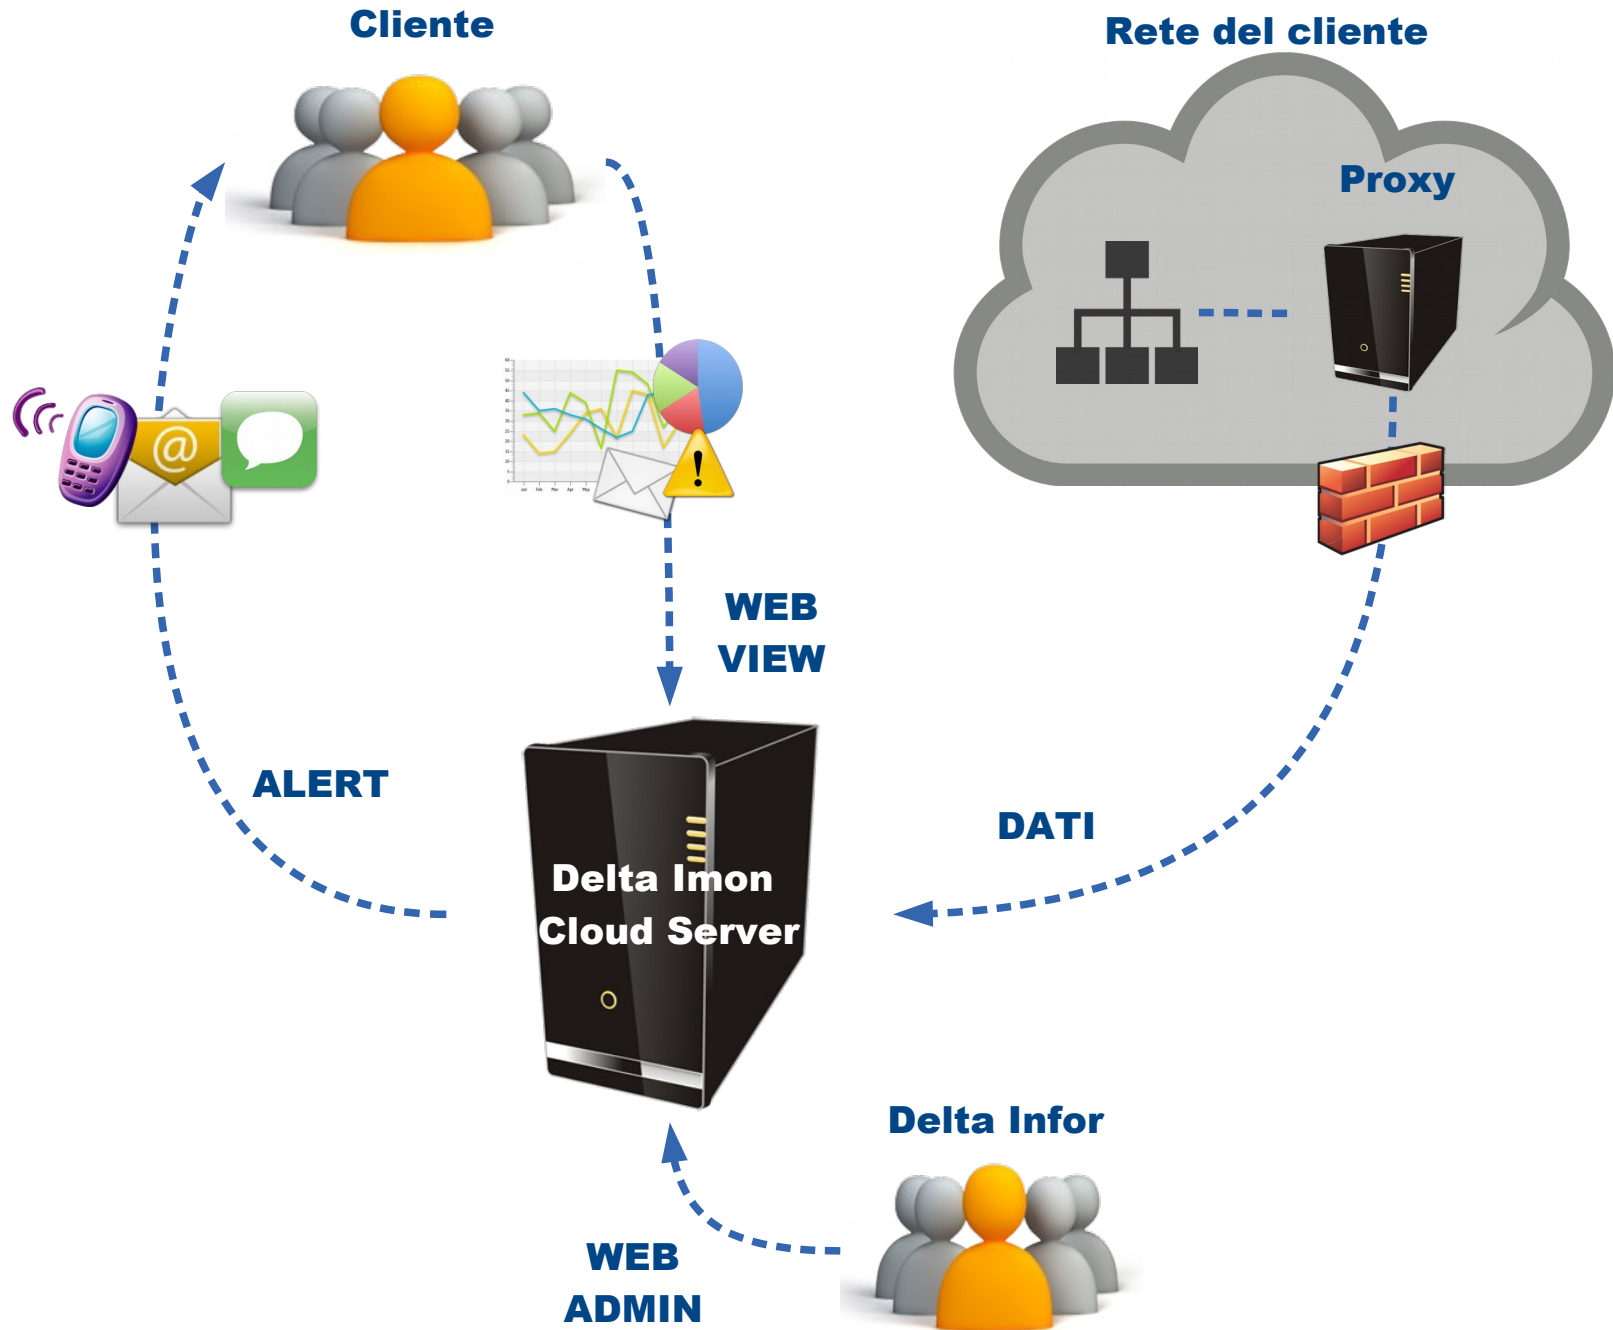 Cliente
Rete del cliente
Proxy
WEB
VIEW
ALERT
DATI
Delta Imon
Cloud Server
Delta Infor
WEB
ADMIN